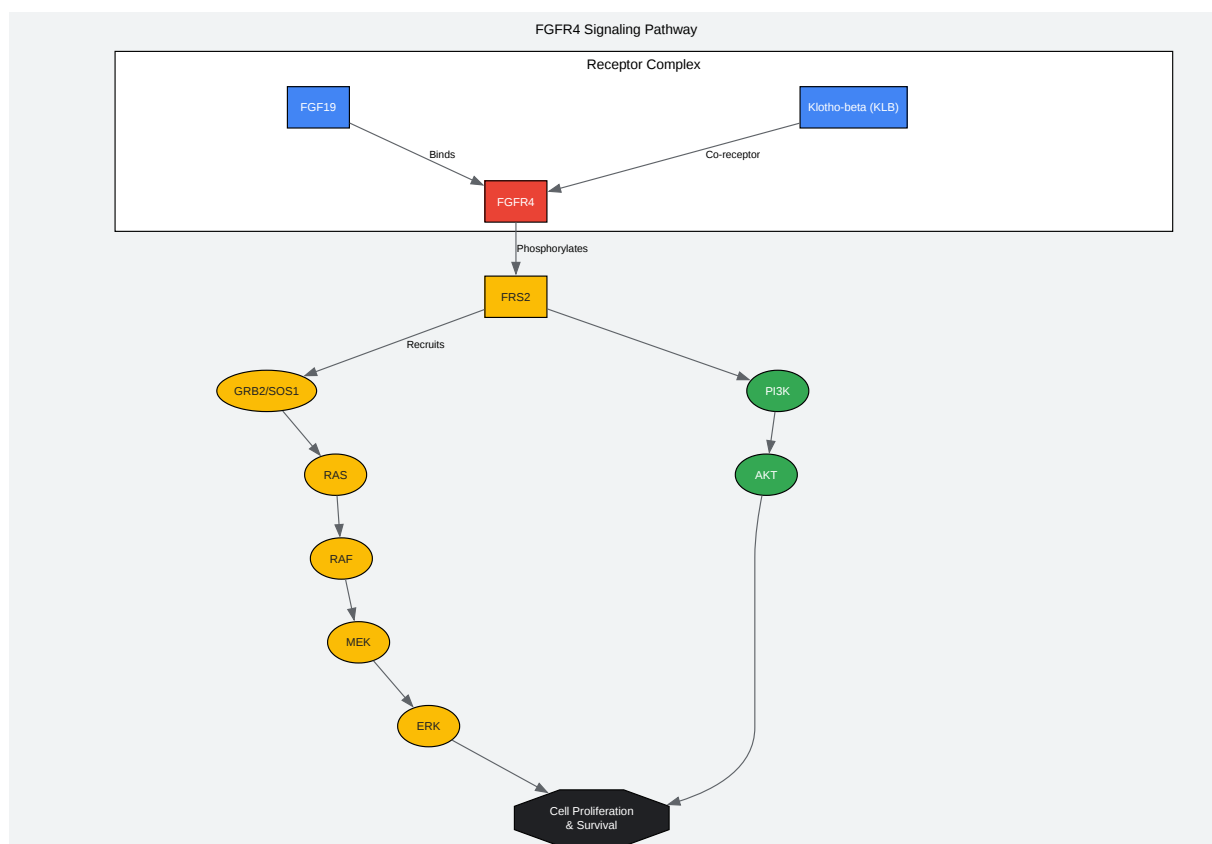 FGFR4 Signaling Pathway
Receptor Complex
FGF19
Klotho-beta (KLB)
Binds
Co-receptor
FGFR4
Phosphorylates
FRS2
Recruits
GRB2/SOS1
PI3K
RAS
AKT
RAF
MEK
ERK
Cell Proliferation
& Survival